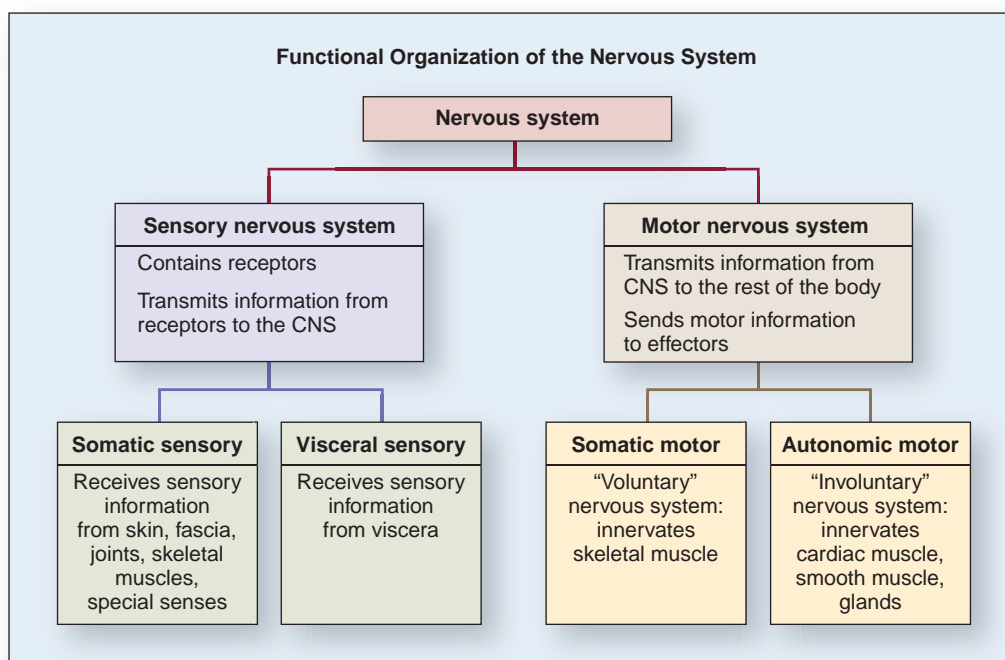 Functional Organization of the Nervous System
Nervous system
Sensory nervous system
Contains receptors
Transmits information from
receptors to the CNS
Motor nervous system
Transmits information from
CNS to the rest of the body
Sends motor information
to effectors
Somatic sensory
Receives sensory
information
from skin, fascia,
joints, skeletal
muscles,
special senses
Visceral sensory
Receives sensory
information
from viscera
Somatic motor
“Voluntary”
nervous system:
innervates
skeletal muscle
Autonomic motor
“Involuntary”
nervous system:
innervates
cardiac muscle,
smooth muscle,
glands